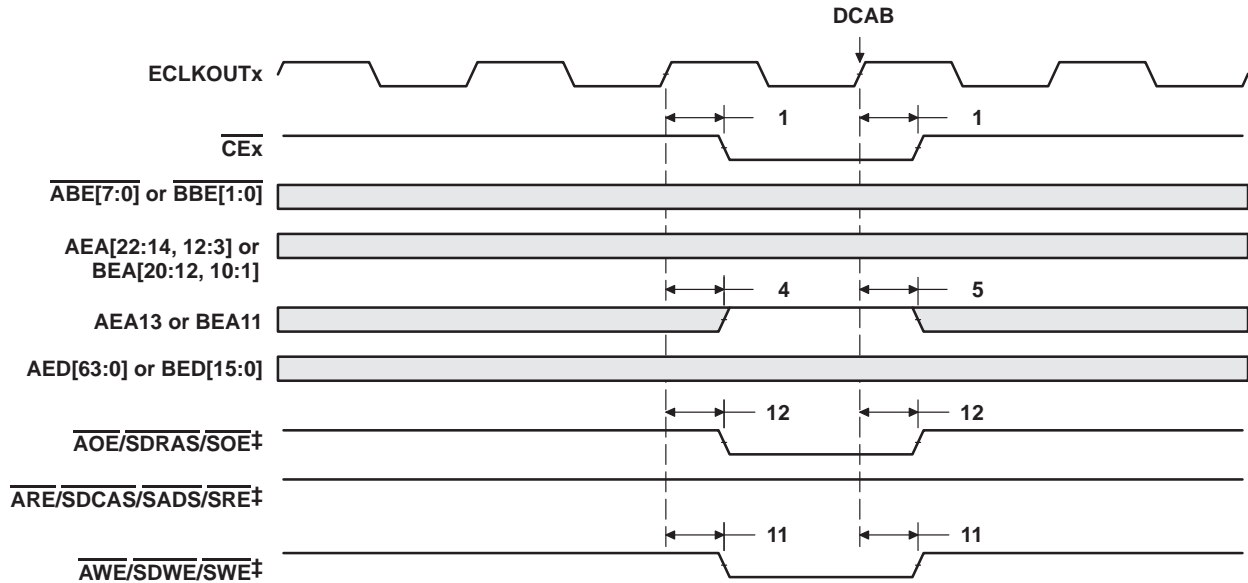 DCAB
ECLKOUTx
1 1
CEx
ABE[7:0] or BBE[1:0]
AEA[22:14, 12:3] or
BEA[20:12, 10:1]
4 5
AEA13 or BEA11
AED[63:0] or BED[15:0]
12 12
AOE/SDRAS/SOE‡
ARE/SDCAS/SADS/SRE‡
11 11
AWE/SDWE/SWE‡